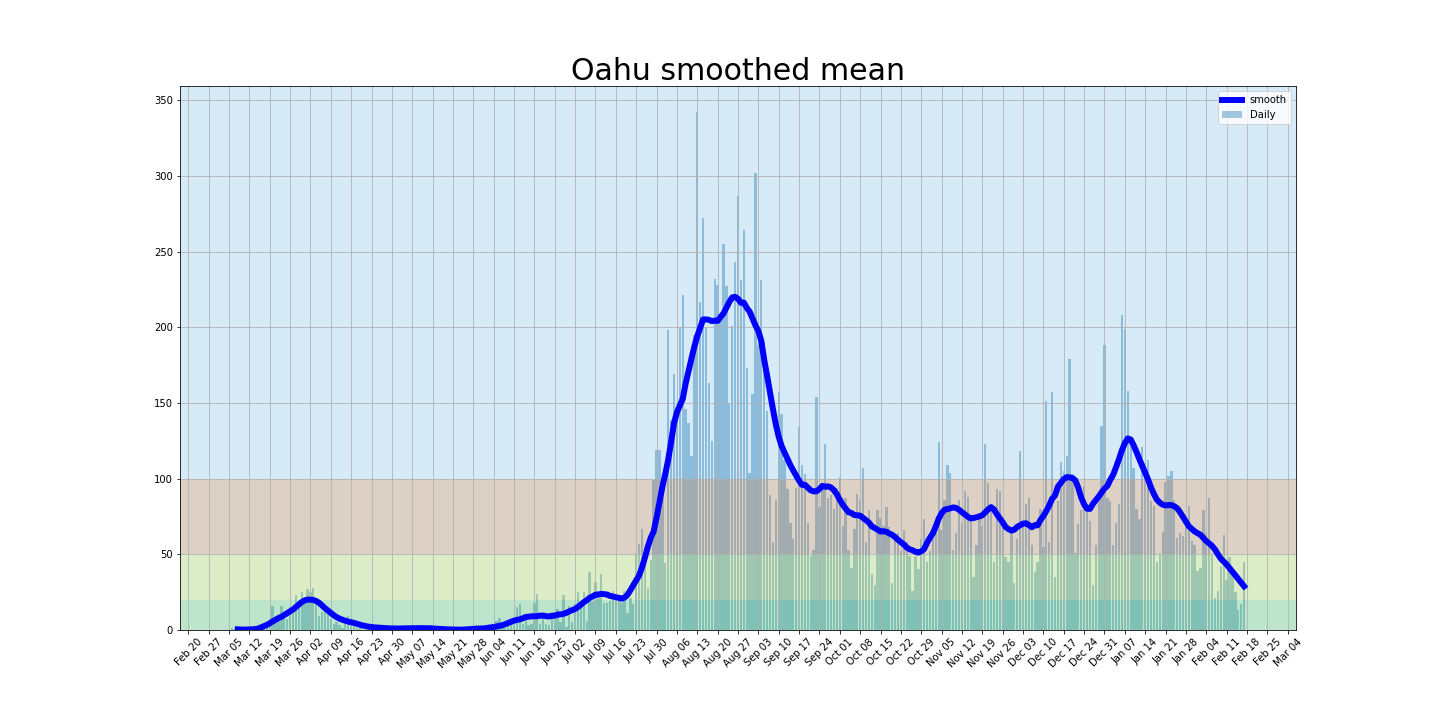 Oahu smoothed mean
smooth
Daily
350
300
250
200
150
100
50
0
Feb 20
Feb 27
Mar 05
Mar 12
Mar 19
Mar 26
Apr 02
Apr 09
Apr 16
Apr 23
Apr 30
May 07
May 14
May 21
May 28
Jun 04
Jun 11
Jun 18
Jun 25
Jul 02
Jul 09
Jul 16
Jul 23
Jul 30
Aug 06
Aug 13
Aug 20
Aug 27
Sep 03
Sep 10
Sep 17
Sep 24
Oct 01
Oct 08
Oct 15
Oct 22
Oct 29
Nov 05
Nov 12
Nov 19
Nov 26
Dec 03
Dec 10
Dec 17
Dec 24
Dec 31
Jan 07
Jan 14
Jan 21
Jan 28
Feb 04
Feb 11
Feb 18
Feb 25
Mar 04